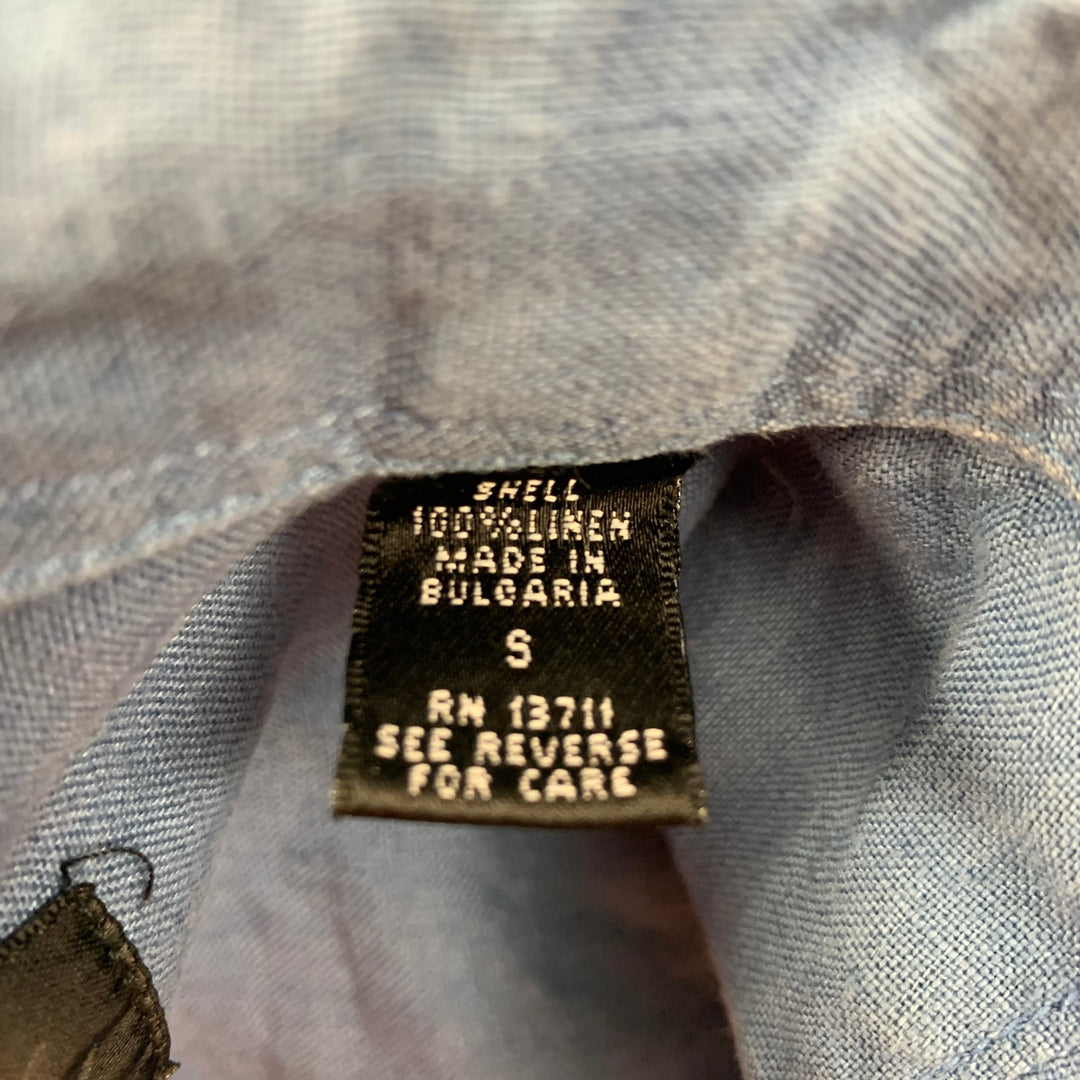 SHELL
100% LINEN
MADE IN
BULGARIA
S
RN 13711
SEE REVERSE
FOR CARE